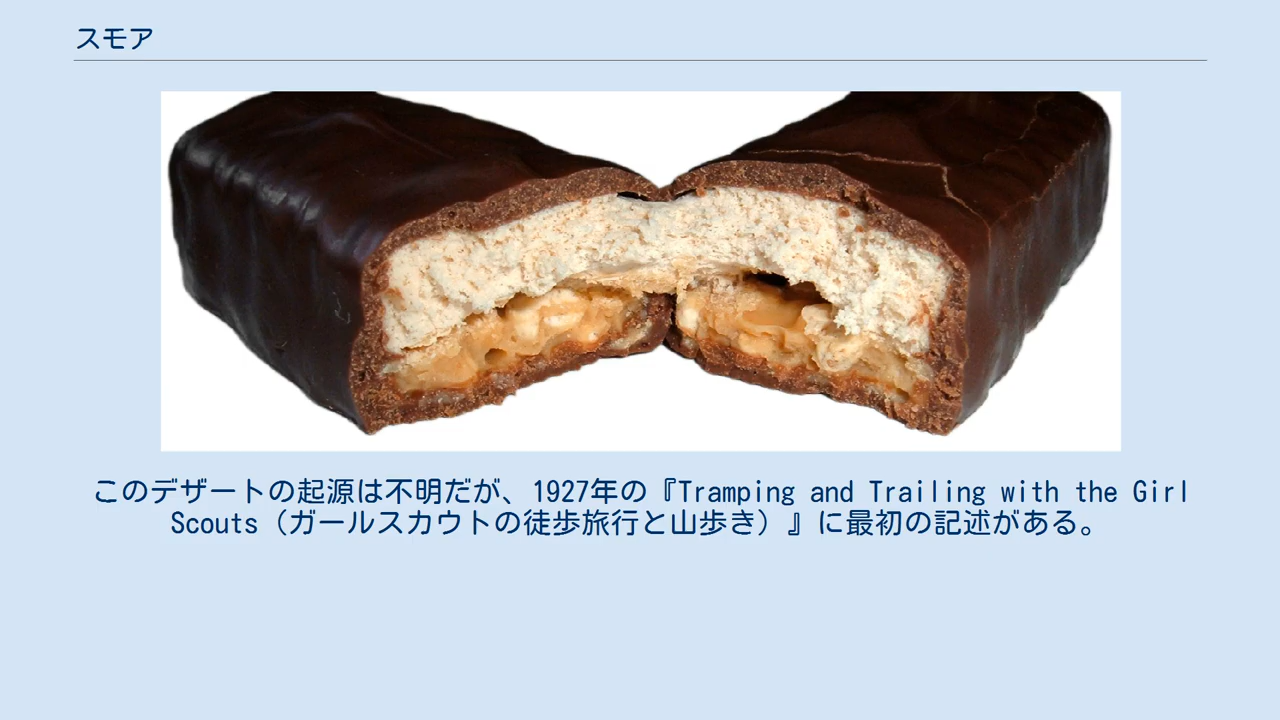 スモア
このデザートの起源は不明だが、1927年の『Tramping and Trailing with the Girl
Scouts（ガールスカウトの徒歩旅行と山歩き）』に最初の記述がある。